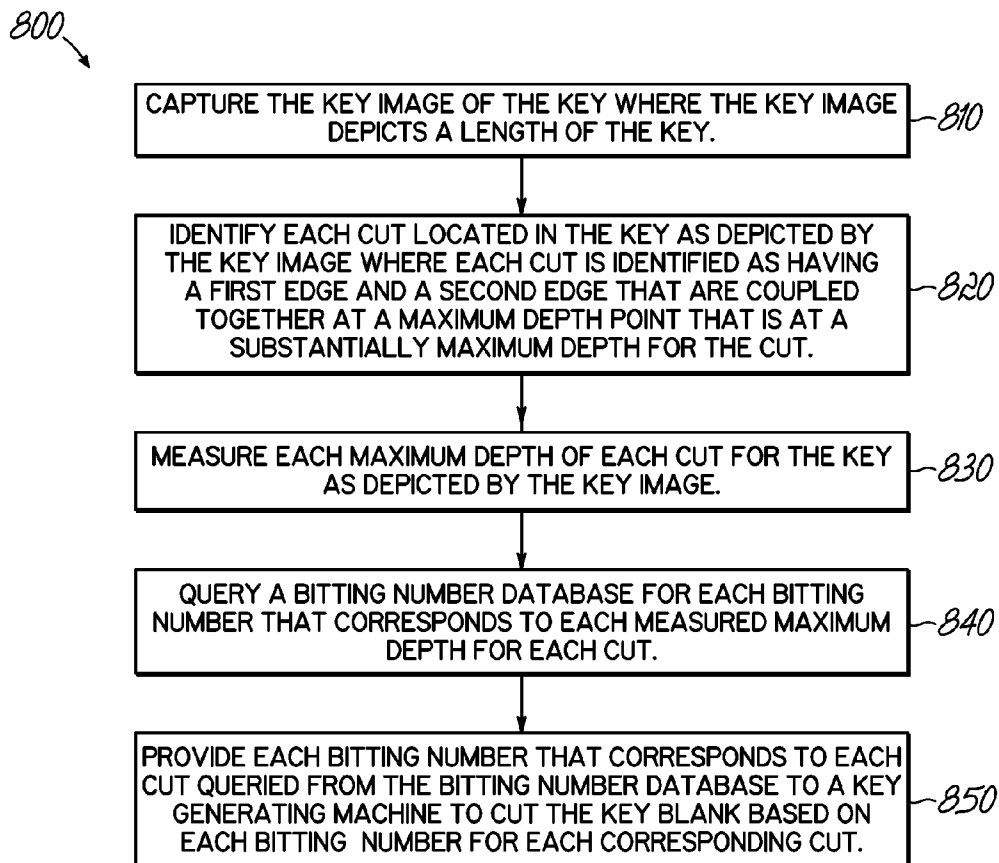 800
CAPTURE THE KEY IMAGE OF THE KEY WHERE THE KEY IMAGE
DEPICTS A LENGTH OF THE KEY.
810
IDENTIFY EACH CUT LOCATED IN THE KEY AS DEPICTED BY
THE KEY IMAGE WHERE EACH CUT IS IDENTIFIED AS HAVING
A FIRST EDGE AND A SECOND EDGE THAT ARE COUPLED
TOGETHER AT A MAXIMUM DEPTH POINT THAT IS AT A
SUBSTANTIALLY MAXIMUM DEPTH FOR THE CUT.
820
MEASURE EACH MAXIMUM DEPTH OF EACH CUT FOR THE KEY
AS DEPICTED BY THE KEY IMAGE.
830
QUERY A BITTING NUMBER DATABASE FOR EACH BITTING
NUMBER THAT CORRESPONDS TO EACH MEASURED MAXIMUM
DEPTH FOR EACH CUT.
840
PROVIDE EACH BITTING NUMBER THAT CORRESPONDS TO EACH
CUT QUERIED FROM THE BITTING NUMBER DATABASE TO A KEY
GENERATING MACHINE TO CUT THE KEY BLANK BASED ON
EACH BITTING NUMBER FOR EACH CORRESPONDING CUT.
850